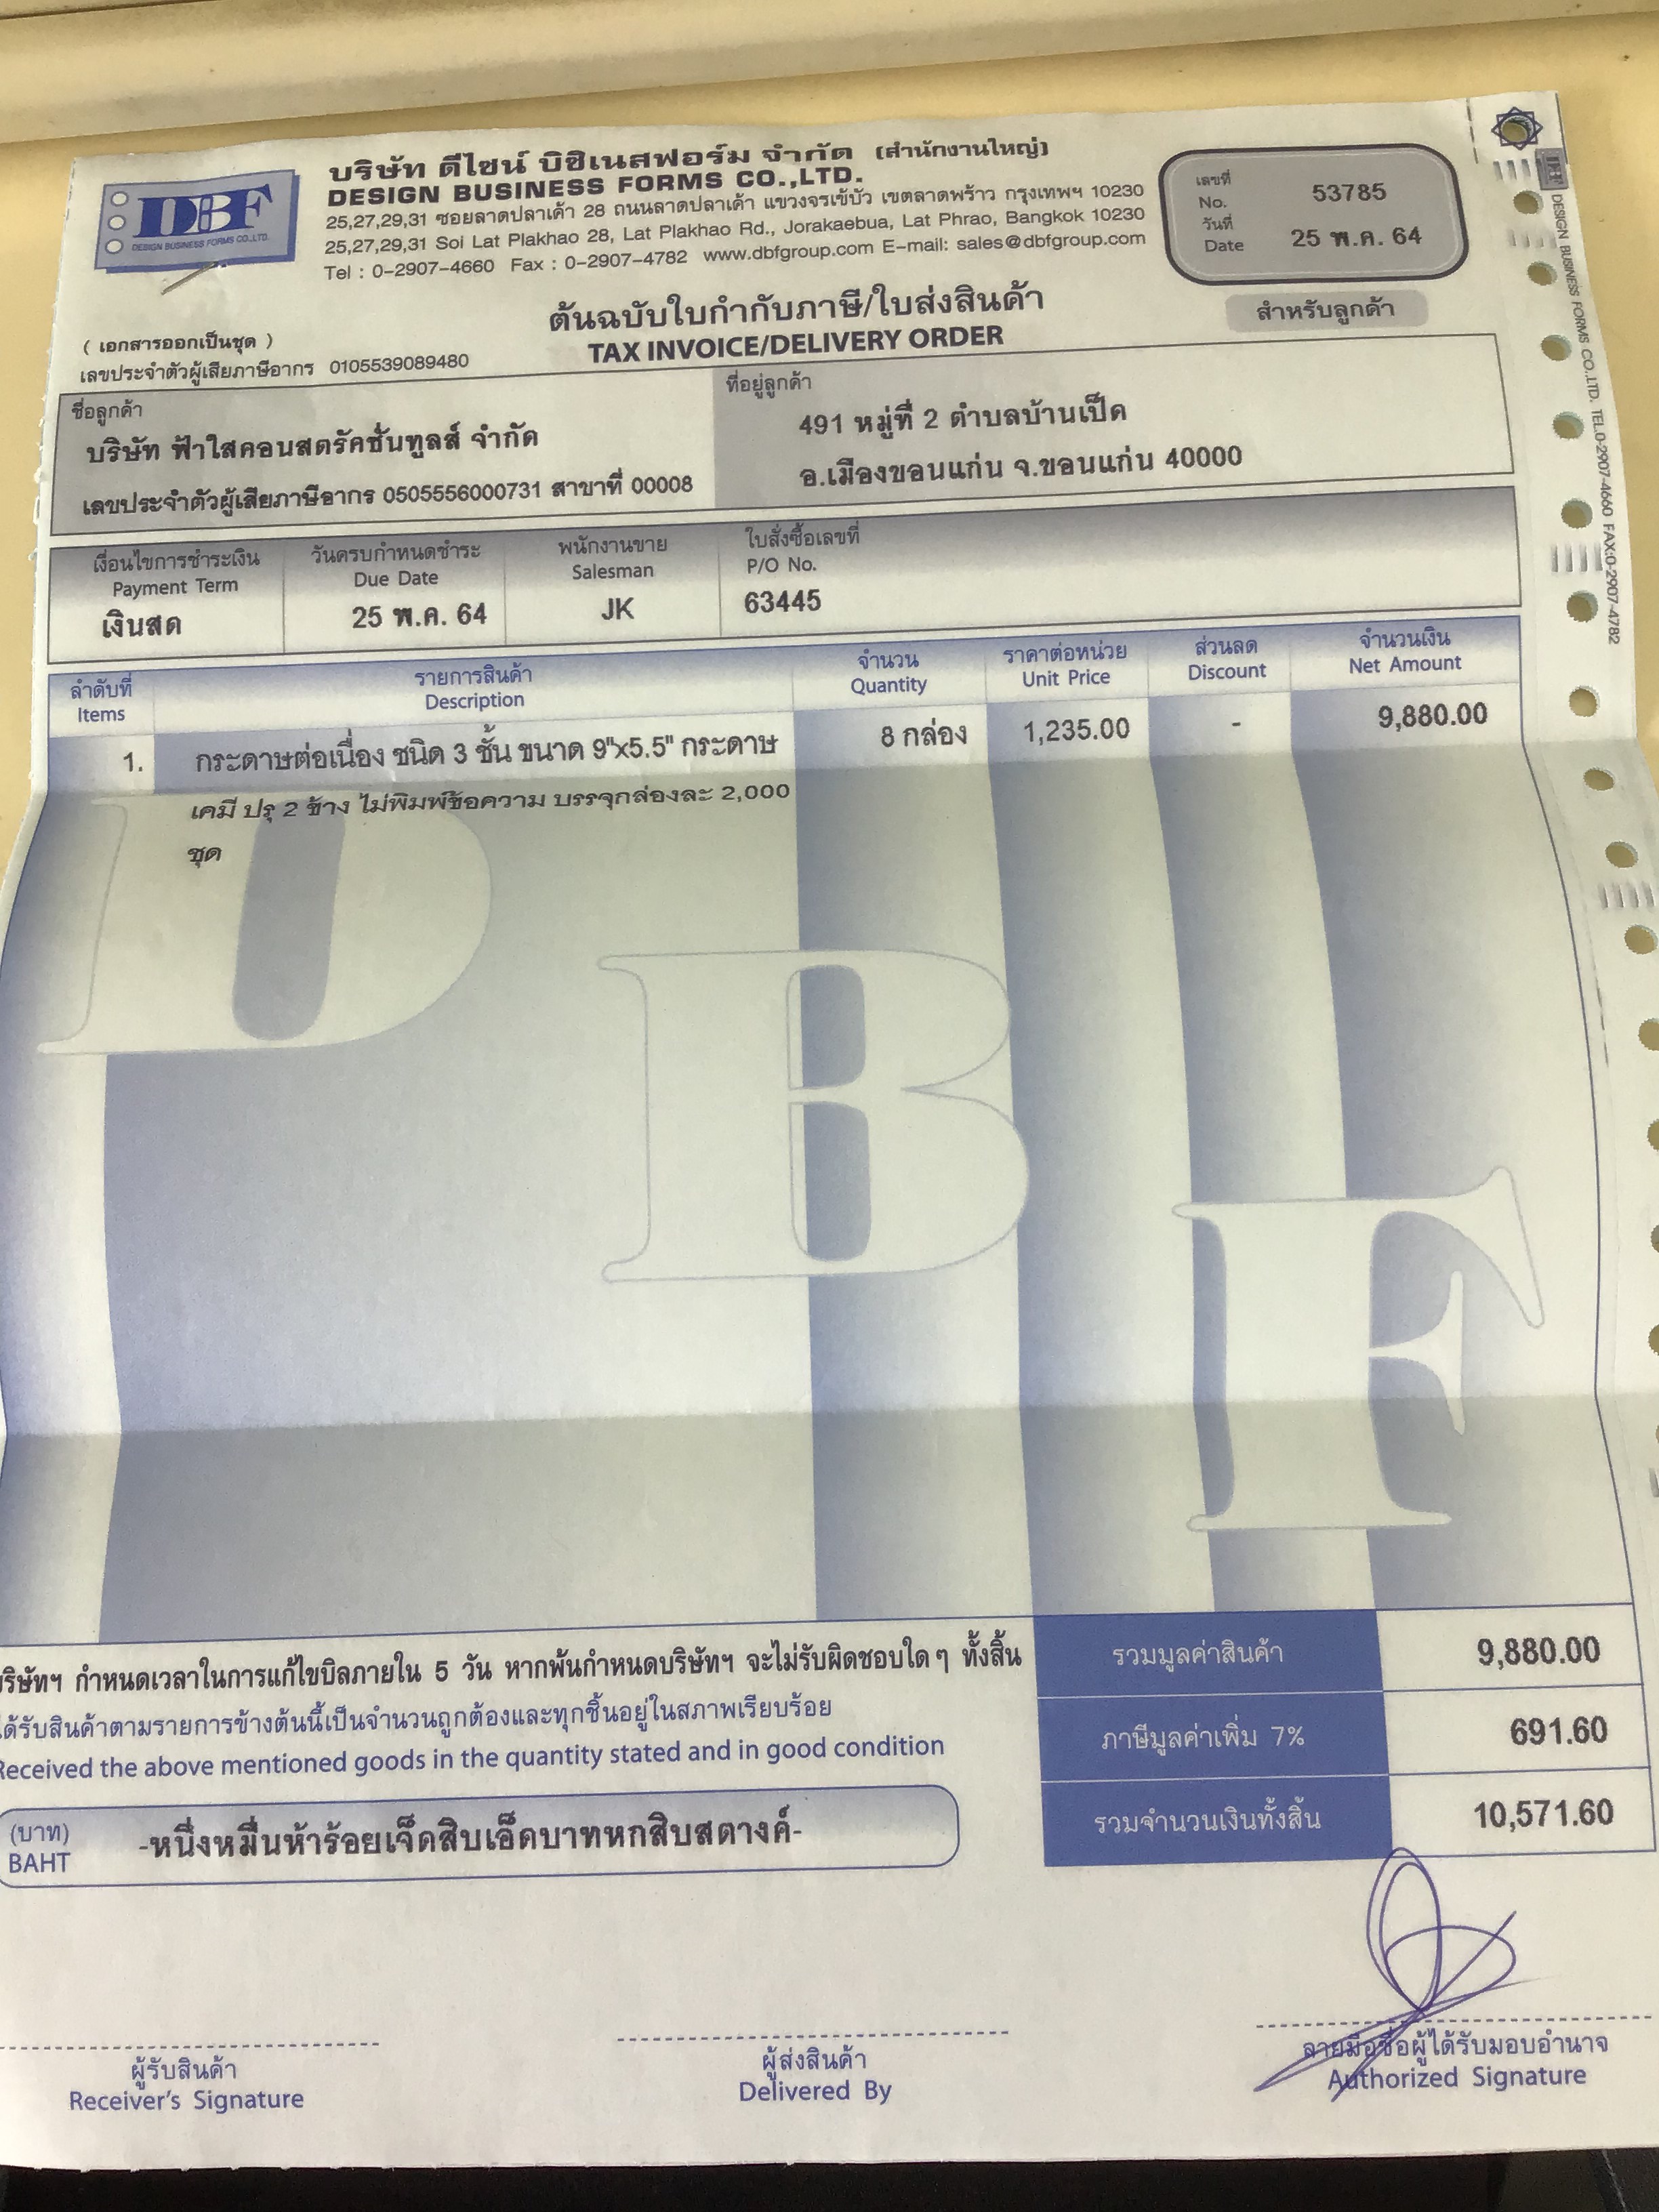 DBF
DESIGN BUSINESS FORMS CO.,LTD.
บริษัท ดีไซน์ บิซิเนสฟอร์ม จำกัด (สำนักงานใหญ่)
DESIGN BUSINESS FORMS CO.,LTD.
25,27,29,31 ซอยลาดปลาเค้า 28 ถนนลาดปลาเค้า แขวงจรเข้บัว เขตลาดพร้าว กรุงเทพฯ 10230
25,27,29,31 Soi Lat Plakhao 28, Lat Plakhao Rd., Jorakaebua, Lat Phrao, Bangkok 10230
Tel : 0-2907-4660 Fax : 0-2907-4782 www.dbfgroup.com E-mail: sales@dbfgroup.com
เลขที่
No. 53785
วันที่
Date 25 พ.ค. 64
( เอกสารออกเป็นชุด )
ต้นฉบับใบกำกับภาษี/ใบส่งสินค้า
สำหรับลูกค้า
เลขประจำตัวผู้เสียภาษีอากร 0105539089480
TAX INVOICE/DELIVERY ORDER
ชื่อลูกค้า
บริษัท ฟ้าใสคอนสตรัคชั่นทูลส์ จำกัด
เลขประจำตัวผู้เสียภาษีอากร 0505556000731 สาขาที่ 00008
ที่อยู่ลูกค้า
491 หมู่ที่ 2 ตำบลบ้านเป็ด
อ.เมืองขอนแก่น จ.ขอนแก่น 40000
เงื่อนไขการชำระเงิน วันครบกำหนดชำระ พนักงานขาย ใบสั่งซื้อเลขที่
Payment Term Due Date Salesman P/O No.
เงินสด 25 พ.ค. 64 JK 63445
ลำดับที่ รายการสินค้า จำนวน ราคาต่อหน่วย ส่วนลด จำนวนเงิน
Items Description Quantity Unit Price Discount Net Amount
1. กระดาษต่อเนื่อง ชนิด 3 ชั้น ขนาด 9"x5.5" กระดาษ 8 กล่อง 1,235.00 - 9,880.00
เคมี ปรุ 2 ข้าง ไม่พิมพ์ข้อความ บรรจุกล่องละ 2,000
ชุด
DBF
บริษัทฯ กำหนดเวลาในการแก้ไขบิลภายใน 5 วัน หากพ้นกำหนดบริษัทฯ จะไม่รับผิดชอบใดๆ ทั้งสิ้น
ได้รับสินค้าตามรายการข้างต้นนี้เป็นจำนวนถูกต้องและทุกชิ้นอยู่ในสภาพเรียบร้อย
Received the above mentioned goods in the quantity stated and in good condition
รวมมูลค่าสินค้า 9,880.00
ภาษีมูลค่าเพิ่ม 7% 691.60
รวมจำนวนเงินทั้งสิ้น 10,571.60
(บาท)
BAHT
-หนึ่งหมื่นห้าร้อยเจ็ดสิบเอ็ดบาทหกสิบสตางค์-
ผู้รับสินค้า
Receiver's Signature
ผู้ส่งสินค้า
Delivered By
ลายมือชื่อผู้ได้รับมอบอำนาจ
Authorized Signature
DESIGN BUSINESS FORMS CO.,LTD. TEL.0-2907-4660 FAX:0-2907-4782